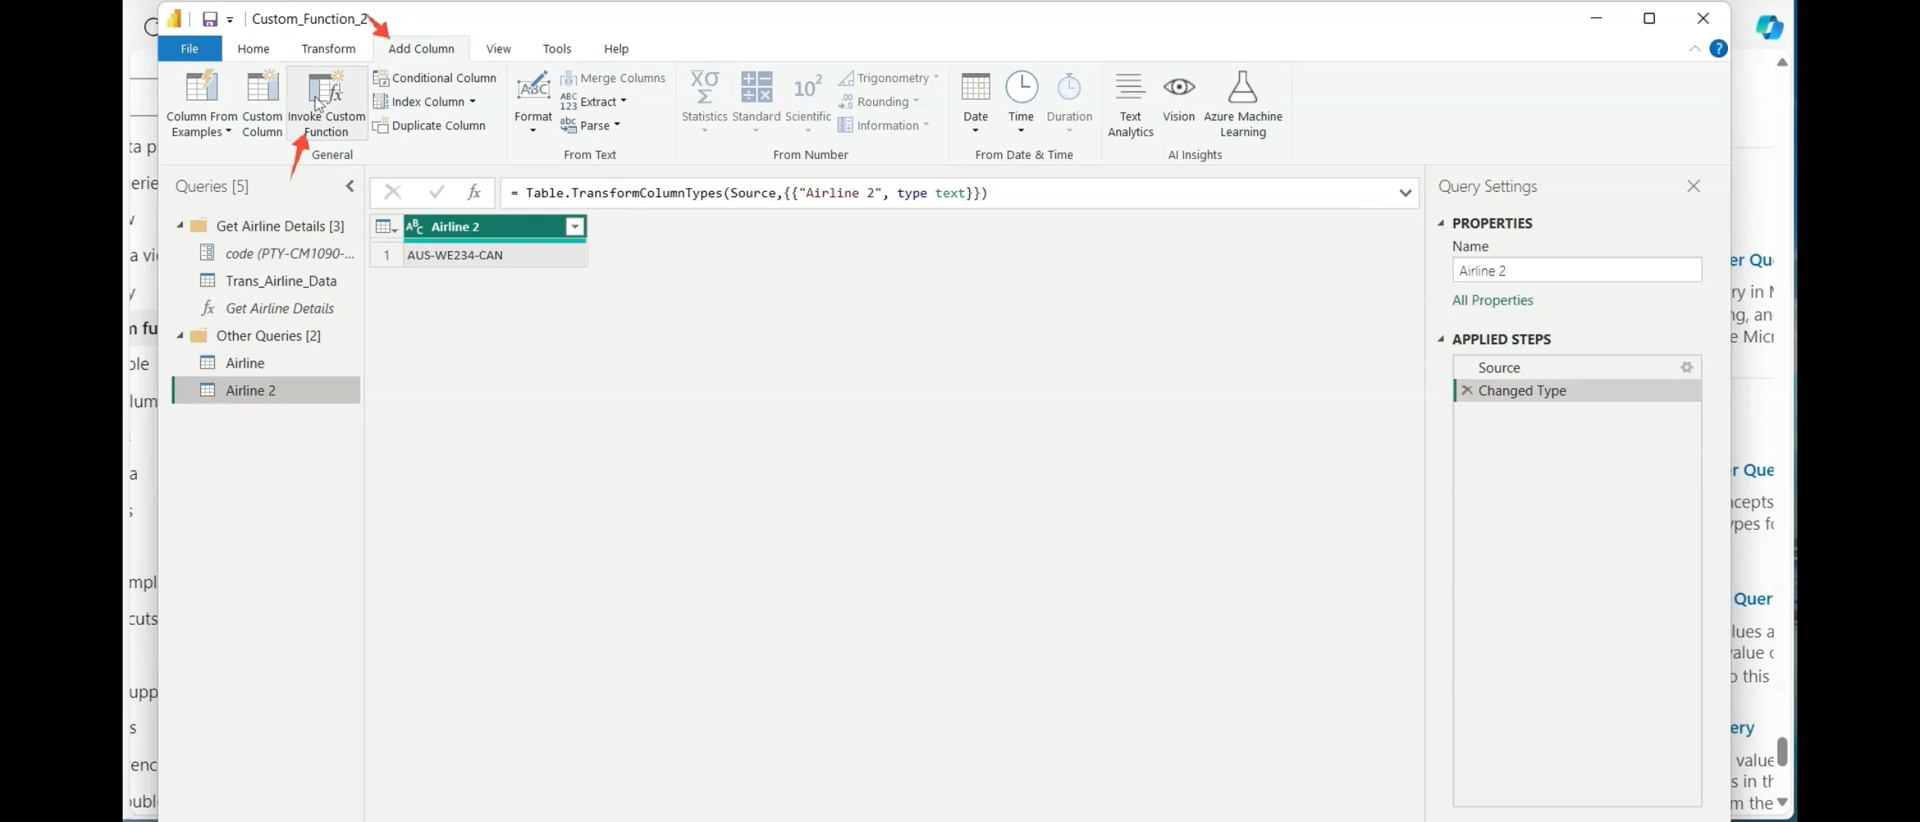 Custom_Function_2
File Home Transform Add Column View Tools Help
Column From Examples
Custom Column
Invoke Custom Function
Conditional Column
Index Column
Duplicate Column
General
Format
Merge Columns
Extract
Parse
From Text
Statistics
Standard
Scientific
Trigonometry
Rounding
Information
From Number
Date
Time
Duration
From Date & Time
Text Analytics
Vision
Azure Machine Learning
AI Insights
Queries [5]
Get Airline Details [3]
code (PTY-CM1090-...
Trans_Airline_Data
fx Get Airline Details
Other Queries [2]
Airline
Airline 2
fx = Table.TransformColumnTypes(Source,{{"Airline 2", type text}})
ABC Airline 2
1 AUS-WE234-CAN
Query Settings
PROPERTIES
Name
Airline 2
All Properties
APPLIED STEPS
Source
Changed Type